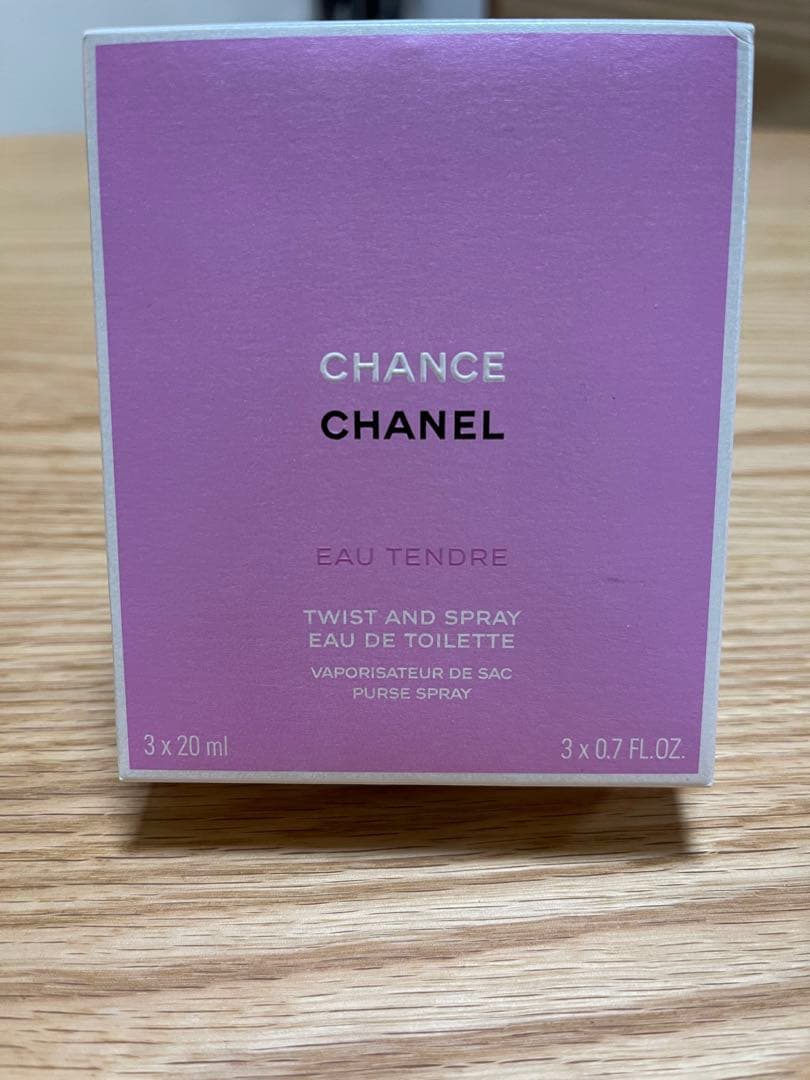 CHANCE
CHANEL
EAU TENDRE
TWIST AND SPRAY
EAU DE TOILETTE
VAPORISATEUR DE SAC
PURSE SPRAY
3 x 20 ml
3 x 0.7 FL.OZ.